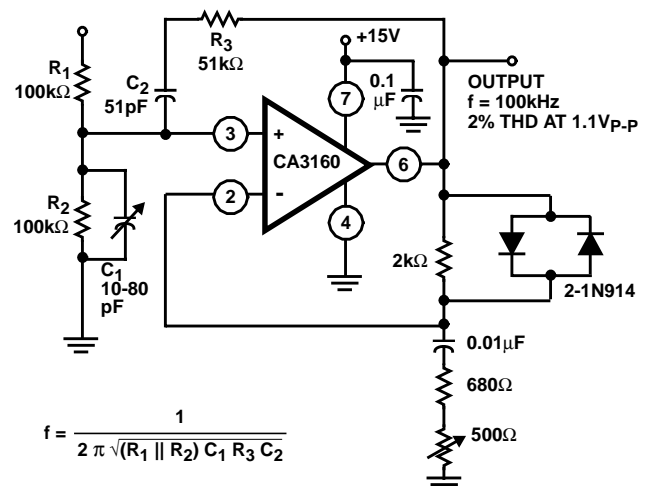 +15V
R3
51kΩ
R1
100kΩ
C2
51pF
0.1
μF
OUTPUT
f = 100kHz
2% THD AT 1.1VP-P
7
3
+
CA3160
6
2
-
4
R2
100kΩ
C1
10-80
pF
2kΩ
2-1N914
0.01μF
680Ω
500Ω
f = 1 / 2 π √(R1 || R2) C1 R3 C2